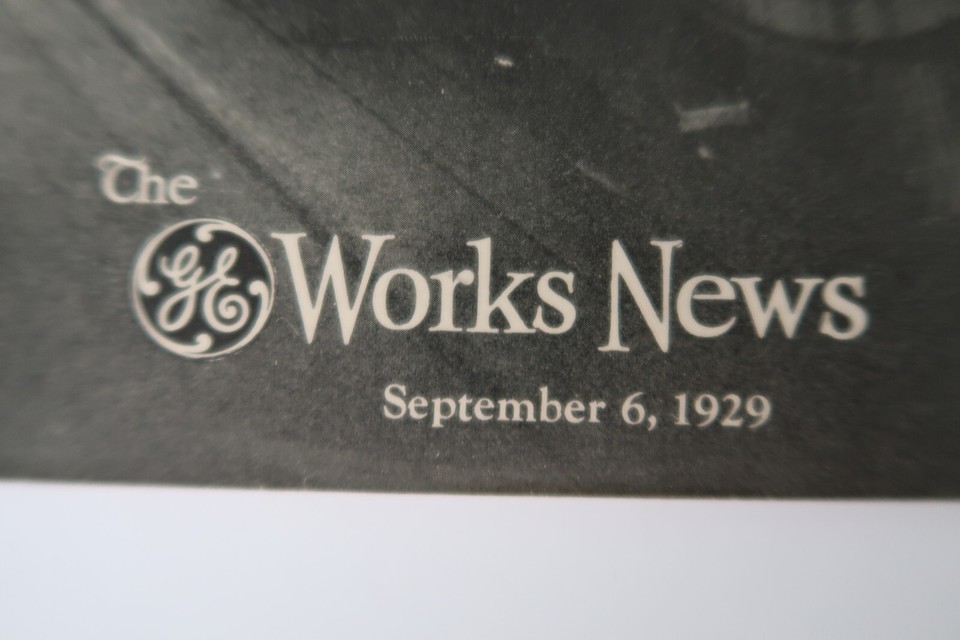 The
GE Works News
September 6, 1929